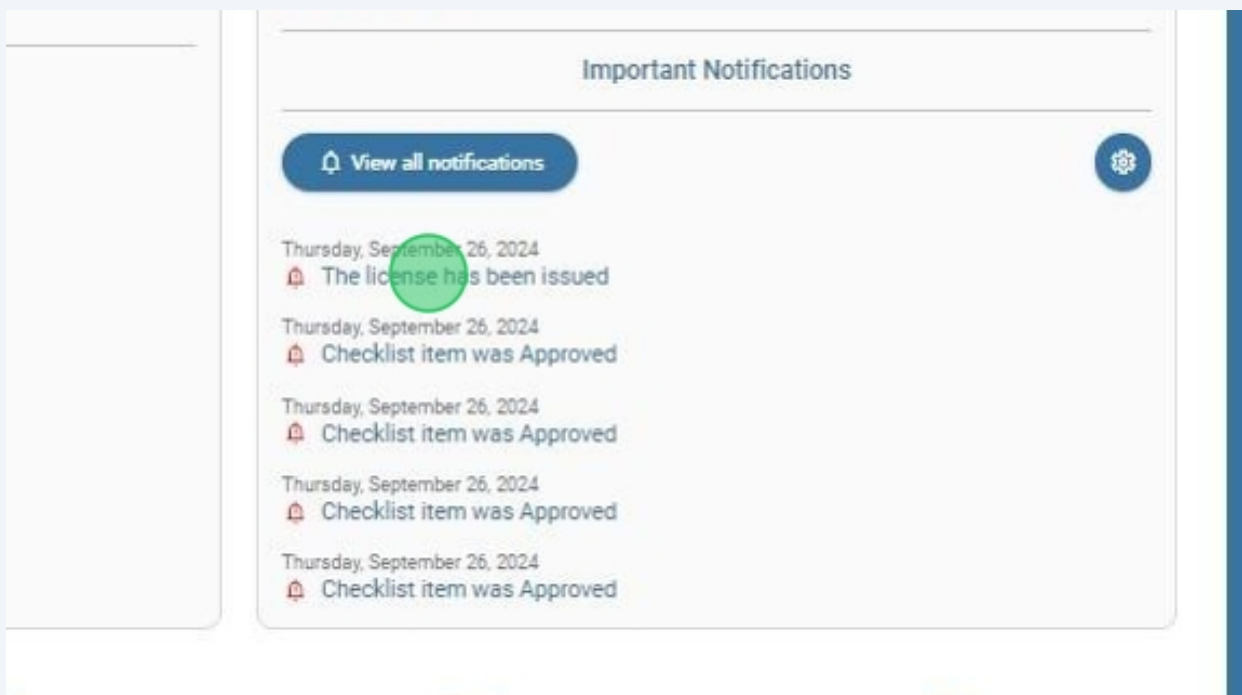 Important Notifications
View all notifications
Thursday, September 26, 2024
The license has been issued
Thursday, September 26, 2024
Checklist item was Approved
Thursday, September 26, 2024
Checklist item was Approved
Thursday, September 26, 2024
Checklist item was Approved
Thursday, September 26, 2024
Checklist item was Approved